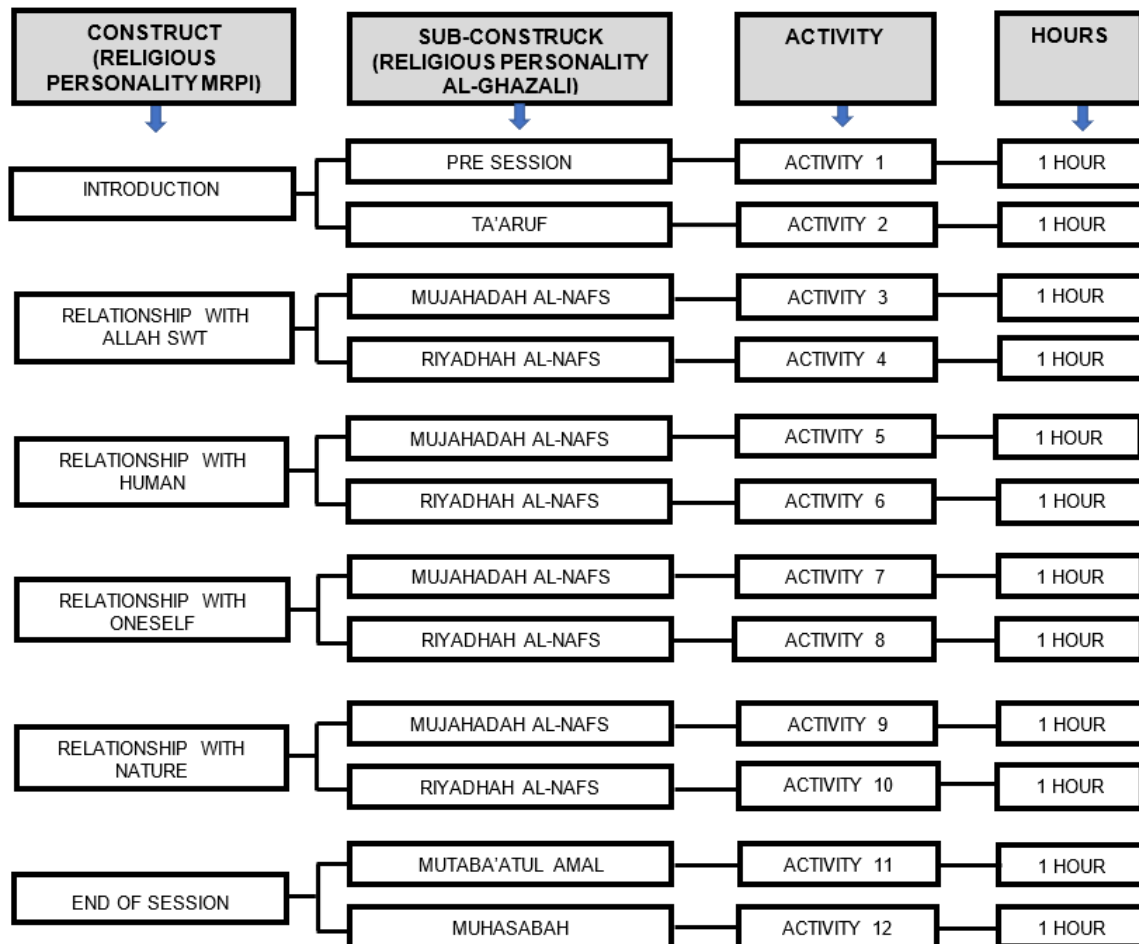 CONSTRUCT
(RELIGIOUS
PERSONALITY MRPI)
SUB-CONSTRUCK
(RELIGIOUS PERSONALITY
AL-GHAZALI)
ACTIVITY
HOURS
INTRODUCTION
PRE SESSION
ACTIVITY 1
1 HOUR
TA'ARUF
ACTIVITY 2
1 HOUR
RELATIONSHIP WITH
ALLAH SWT
MUJAHADAH AL-NAFS
ACTIVITY 3
1 HOUR
RIYADHAH AL-NAFS
ACTIVITY 4
1 HOUR
RELATIONSHIP WITH
HUMAN
MUJAHADAH AL-NAFS
ACTIVITY 5
1 HOUR
RIYADHAH AL-NAFS
ACTIVITY 6
1 HOUR
RELATIONSHIP WITH
ONESELF
MUJAHADAH AL-NAFS
ACTIVITY 7
1 HOUR
RIYADHAH AL-NAFS
ACTIVITY 8
1 HOUR
RELATIONSHIP WITH
NATURE
MUJAHADAH AL-NAFS
ACTIVITY 9
1 HOUR
RIYADHAH AL-NAFS
ACTIVITY 10
1 HOUR
END OF SESSION
MUTABA'ATUL AMAL
ACTIVITY 11
1 HOUR
MUHASABAH
ACTIVITY 12
1 HOUR